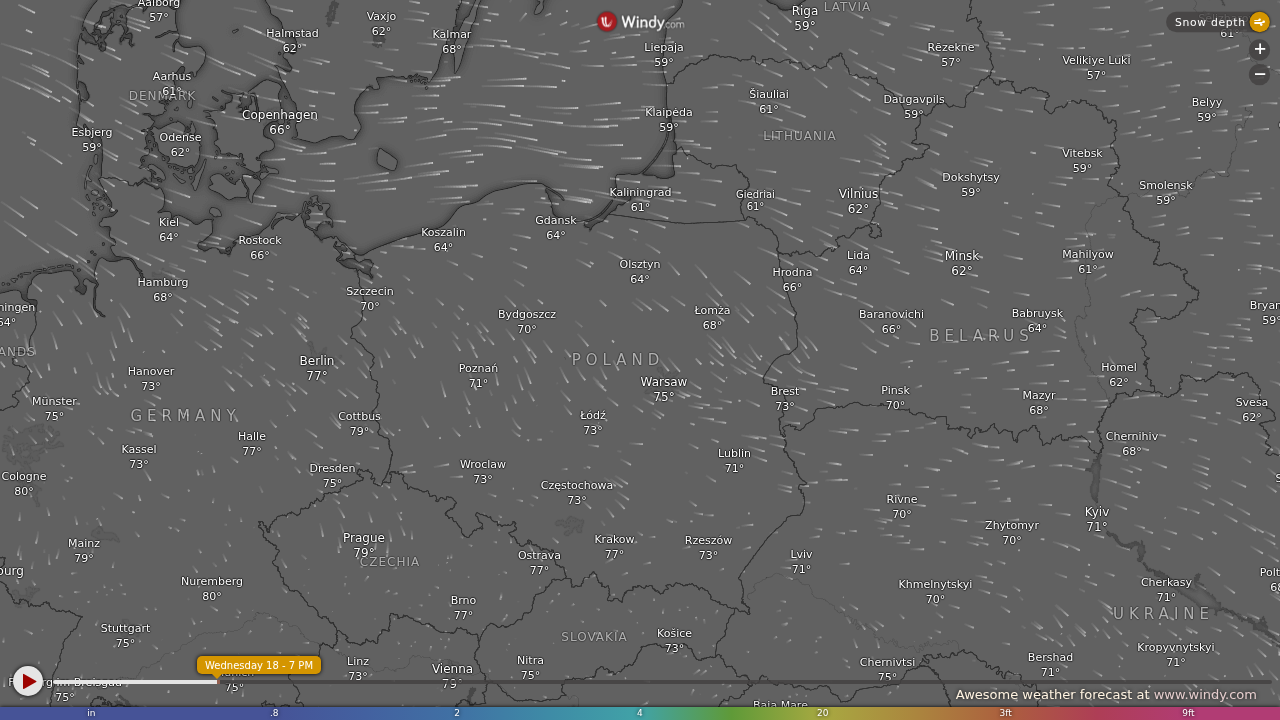 Aalborg
57°
Halmstad
62°
Vaxjo
62°
Kalmar
68°
Windy.com
Liepaja
59°
Riga
59°
LATVIA
Rēzekne
57°
Velikiye Luki
57°
61°
Snow depth
+
−
Aarhus
61°
DENMARK
Copenhagen
66°
Esbjerg
59°
Odense
62°
Klaipėda
59°
Šiauliai
61°
LITHUANIA
Daugavpils
59°
Belyy
59°
Vitebsk
59°
Dokshytsy
59°
Smolensk
59°
Kaliningrad
61°
Giedriai
61°
Vilnius
62°
Kiel
64°
Rostock
66°
Koszalin
64°
Gdansk
64°
Olsztyn
64°
Hrodna
66°
Lida
64°
Minsk
62°
Mahilyow
61°
Hamburg
68°
Szczecin
70°
Bydgoszcz
70°
Łomża
68°
Baranovichi
66°
Babruysk
64°
BELARUS
ningen
64°
ANDS
Berlin
77°
POLAND
Poznań
71°
Warsaw
75°
Brest
73°
Pinsk
70°
Mazyr
68°
Homel
62°
Svesa
62°
Hanover
73°
Münster
75°
GERMANY
Cottbus
79°
Łódź
73°
Kassel
73°
Halle
77°
Dresden
75°
Wroclaw
73°
Częstochowa
73°
Lublin
71°
Chernihiv
68°
Cologne
80°
Rivne
70°
Zhytomyr
70°
Kyiv
71°
Mainz
79°
Prague
79°
CZECHIA
Ostrava
77°
Krakow
77°
Rzeszów
73°
Lviv
71°
Khmelnytskyi
70°
Cherkasy
71°
UKRAINE
Nuremberg
80°
Brno
77°
Stuttgart
75°
SLOVAKIA
Košice
73°
Linz
73°
Vienna
79°
Nitra
75°
Chernivtsi
75°
Bershad
71°
Kropyvnytskyi
71°
Wednesday 18 - 7 PM
75°
75°
Baia Mare
Awesome weather forecast at www.windy.com
in .8 2 4 20 3ft 9ft